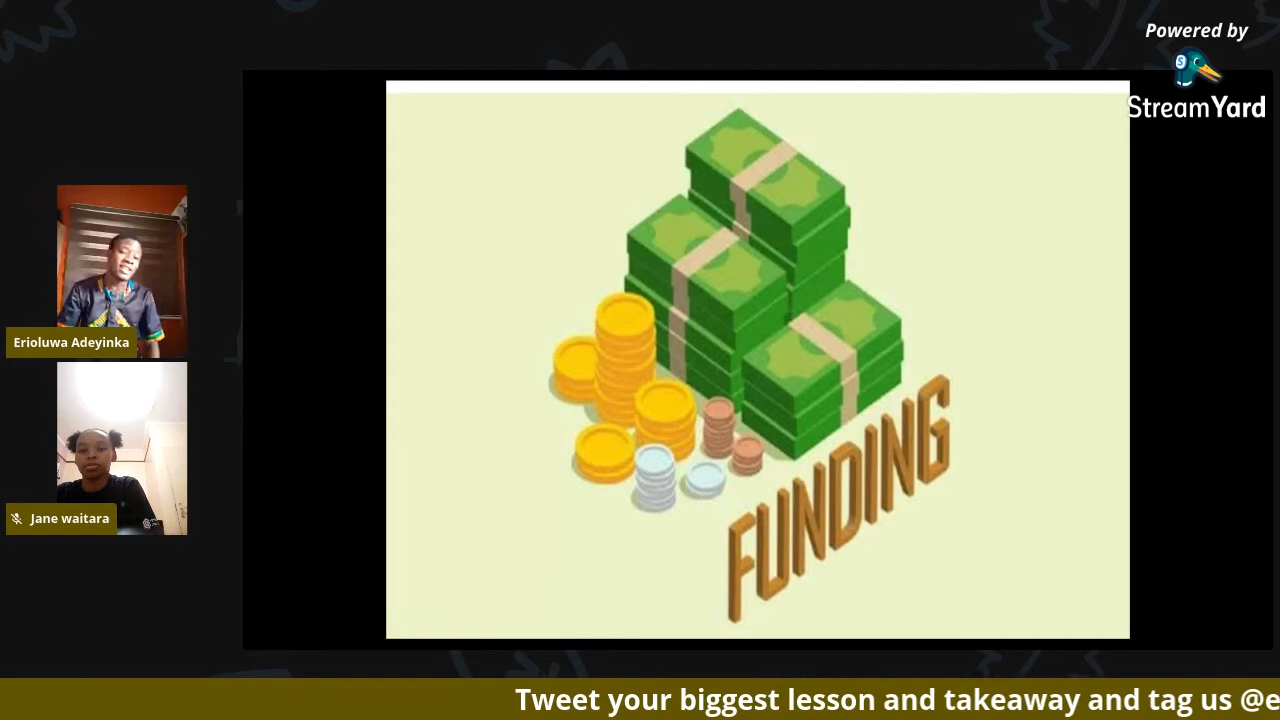 Powered by
StreamYard
Erioluwa Adeyinka
Jane waitara
FUNDING
Tweet your biggest lesson and takeaway and tag us @e